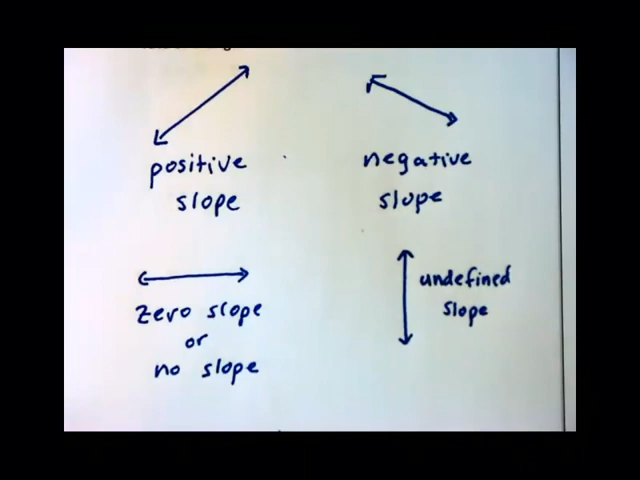 positive
slope
negative
slope
zero slope
or
no slope
undefined
slope